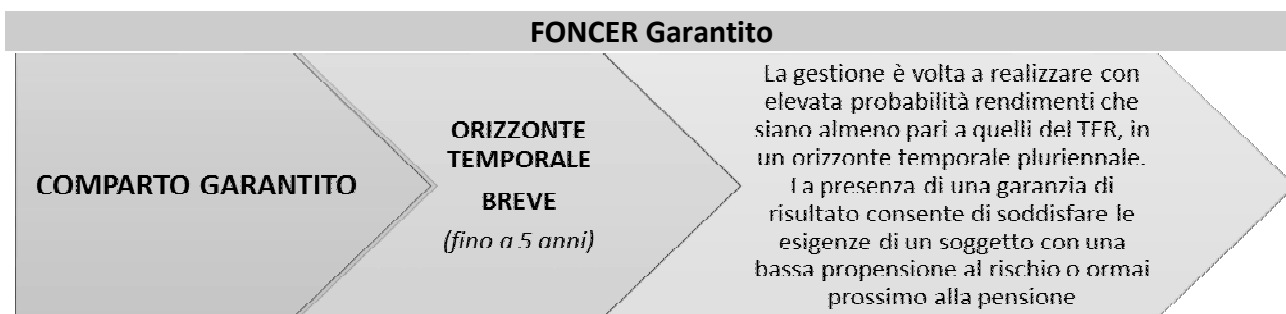 FONCER Garantito
COMPARTO GARANTITO
ORIZZONTE
TEMPORALE
BREVE
(fino a 5 anni)
La gestione è volta a realizzare con
elevata probabilità rendimenti che
siano almeno pari a quelli del TFR, in
un orizzonte temporale pluriennale.
La presenza di una garanzia di
risultato consente di soddisfare le
esigenze di un soggetto con una
bassa propensione al rischio o ormai
prossimo alla pensione